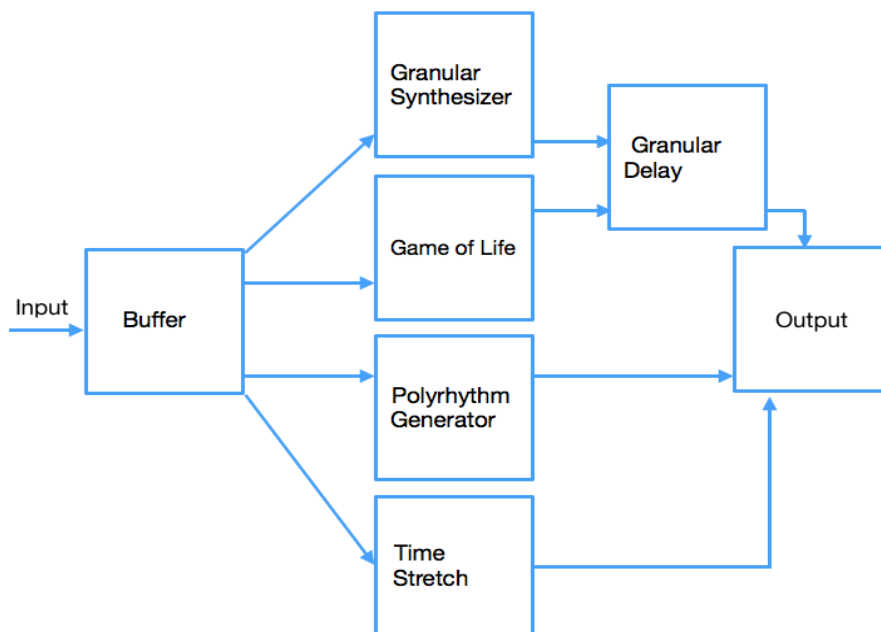 Input
Buffer
Granular
Synthesizer
Game of Life
Polyrhythm
Generator
Time
Stretch
Granular
Delay
Output